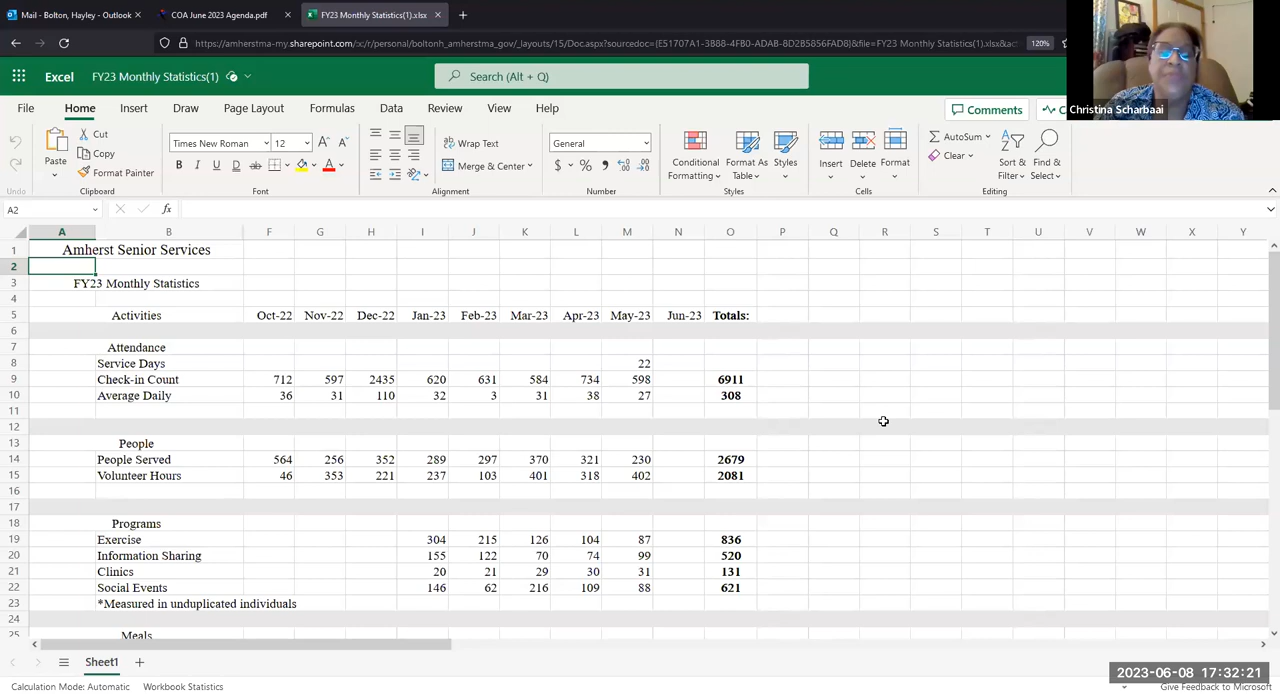 Mail - Bolton, Hayley - Outlook
COA June 2023 Agenda.pdf
FY23 Monthly Statistics(1).xlsx
https://amherstma-my.sharepoint.com/x:/r/personal/boltonh_amherstma_gov/_layouts/15/Doc.aspx?sourcedoc={E51707A1-3B88-4FB0-ADAB-8D2B5856FAD8}&file=FY23 Monthly Statistics(1).xlsx&ac
120%
Excel FY23 Monthly Statistics(1)
Search (Alt + Q)
Christina Scharbaai
File Home Insert Draw Page Layout Formulas Data Review View Help
Comments
Undo
Paste
Cut
Copy
Format Painter
Clipboard
Times New Roman 12
Font
Wrap Text
Merge & Center
Alignment
General
Number
Conditional Formatting
Format As Table
Styles
Styles
Insert
Delete
Format
Cells
AutoSum
Clear
Sort & Filter
Find & Select
Editing
A2
fx
A B F G H I J K L M N O P Q R S T U V W X Y
1 Amherst Senior Services
2
3 FY23 Monthly Statistics
4
5 Activities Oct-22 Nov-22 Dec-22 Jan-23 Feb-23 Mar-23 Apr-23 May-23 Jun-23 Totals:
6
7 Attendance
8 Service Days 22
9 Check-in Count 712 597 2435 620 631 584 734 598 6911
10 Average Daily 36 31 110 32 3 31 38 27 308
11
12
13 People
14 People Served 564 256 352 289 297 370 321 230 2679
15 Volunteer Hours 46 353 221 237 103 401 318 402 2081
16
17
18 Programs
19 Exercise 304 215 126 104 87 836
20 Information Sharing 155 122 70 74 99 520
21 Clinics 20 21 29 30 31 131
22 Social Events 146 62 216 109 88 621
23 *Measured in unduplicated individuals
24
25 Meals
Sheet1
2023-06-08 17:32:21
Calculation Mode: Automatic Workbook Statistics
Give Feedback to Microsoft